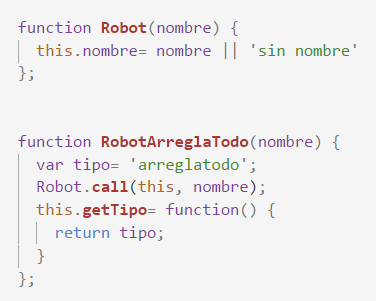 function Robot(nombre) {
this.nombre= nombre || 'sin nombre'
};
function RobotArreglaTodo(nombre) {
var tipo= 'arreglatodo';
Robot.call(this, nombre);
this.getTipo= function() {
return tipo;
}
};